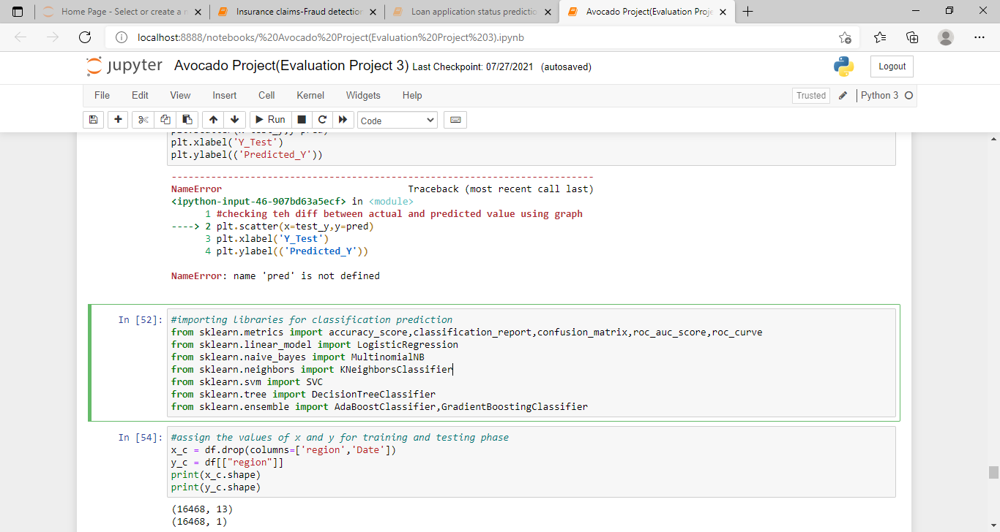 Home Page - Select or create a n
Insurance claims-Fraud detection
Loan application status predictio
Avocado Project(Evaluation Proje
localhost:8888/notebooks/%20Avocado%20Project(Evaluation%20Project%203).ipynb
jupyter Avocado Project(Evaluation Project 3) Last Checkpoint: 07/27/2021 (autosaved)
Logout
File Edit View Insert Cell Kernel Widgets Help
Trusted
Python 3
Run
Code
plt.scatter(x=test_y,y=pred)
plt.xlabel('Y_Test')
plt.ylabel(('Predicted_Y'))
---------------------------------------------------------------------------
NameError Traceback (most recent call last)
<ipython-input-46-907bd63a5ecf> in <module>
1 #checking teh diff between actual and predicted value using graph
----> 2 plt.scatter(x=test_y,y=pred)
3 plt.xlabel('Y_Test')
4 plt.ylabel(('Predicted_Y'))
NameError: name 'pred' is not defined
In [52]: #importing libraries for classification prediction
from sklearn.metrics import accuracy_score,classification_report,confusion_matrix,roc_auc_score,roc_curve
from sklearn.linear_model import LogisticRegression
from sklearn.naive_bayes import MultinomialNB
from sklearn.neighbors import KNeighborsClassifier
from sklearn.svm import SVC
from sklearn.tree import DecisionTreeClassifier
from sklearn.ensemble import AdaBoostClassifier,GradientBoostingClassifier
In [54]: #assign the values of x and y for training and testing phase
x_c = df.drop(columns=['region','Date'])
y_c = df[["region"]]
print(x_c.shape)
print(y_c.shape)
(16468, 13)
(16468, 1)